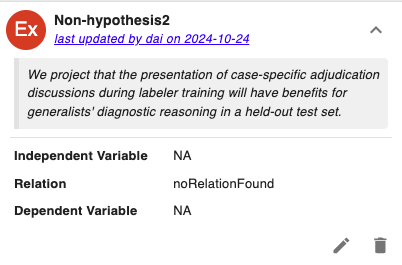 Ex
Non-hypothesis2
last updated by dai on 2024-10-24
We project that the presentation of case-specific adjudication
discussions during labeler training will have benefits for
generalists' diagnostic reasoning in a held-out test set.
Independent Variable NA
Relation noRelationFound
Dependent Variable NA